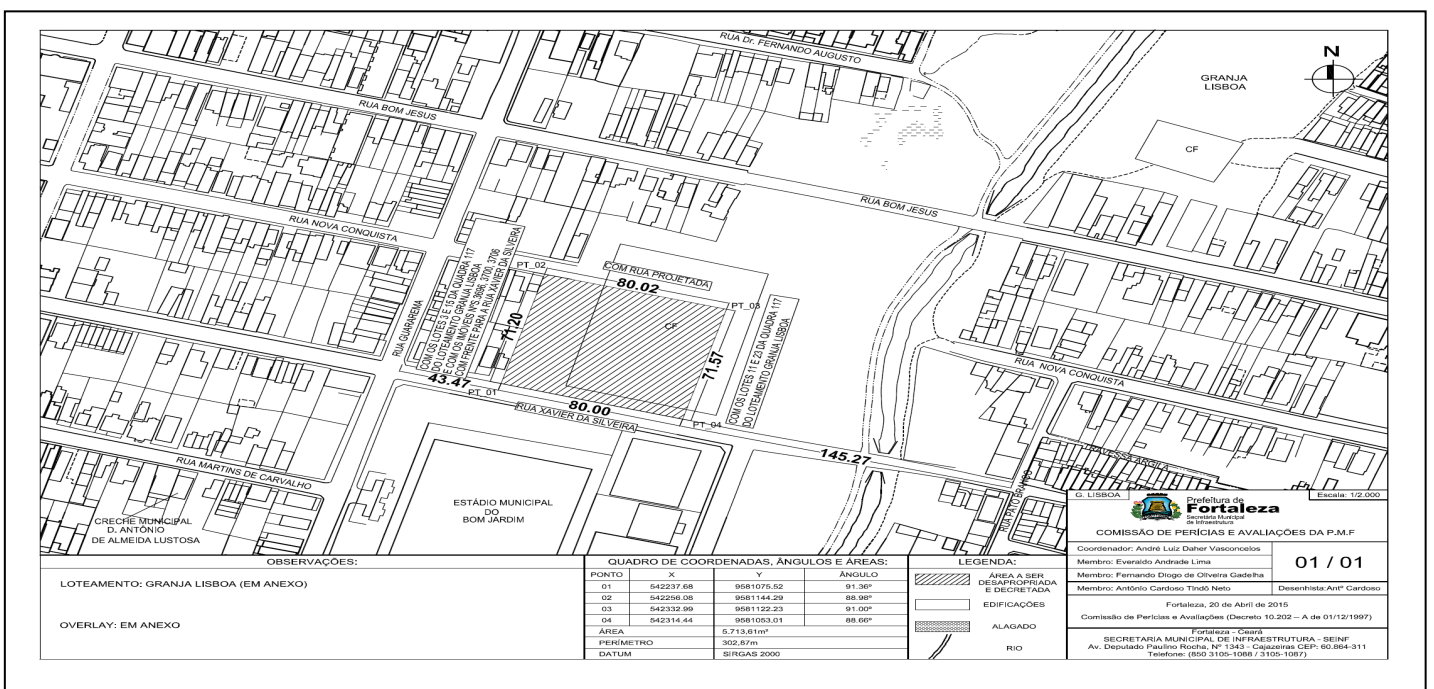 RUA Dr. FERNANDO AUGUSTO
N
GRANJA
LISBOA
RUA BOM JESUS
CF
RUA NOVA CONQUISTA
RUA BOM JESUS
RUA GUARAREMA
COM OS LOTES 3 E 15 DA QUADRA 117
DO LOTEAMENTO GRANJA LISBOA
E COM OS IMÓVEIS Nº'S 3696, 3700, 3706
COM FRENTE PARA A RUA XAVIER DA SILVEIRA
PT_02
COM RUA PROJETADA
80.02
PT_03
CF
71.20
71.57
COM OS LOTES 11 E 23 DA QUADRA 117
DO LOTEAMENTO GRANJA LISBOA
43.47
PT_01
80.00
RUA XAVIER DA SILVEIRA
PT_04
145.27
RUA NOVA CONQUISTA
TRAVESSA ARGILA
RUA PATO BRANCO
RUA MARTINS DE CARVALHO
ESTÁDIO MUNICIPAL
DO
BOM JARDIM
CRECHE MUNICIPAL
D. ANTÔNIO
DE ALMEIDA LUSTOSA
OBSERVAÇÕES:
LOTEAMENTO: GRANJA LISBOA (EM ANEXO)
OVERLAY: EM ANEXO
QUADRO DE COORDENADAS, ÂNGULOS E ÁREAS:
PONTO X Y ÂNGULO
01 542237.68 9581075.52 91.36º
02 542256.08 9581144.29 88.98º
03 542332.99 9581122.23 91.00º
04 542314.44 9581053.01 88.66º
ÁREA 5.713,61m²
PERÍMETRO 302,87m
DATUM SIRGAS 2000
LEGENDA:
ÁREA A SER
DESAPROPRIADA
E DECRETADA
EDIFICAÇÕES
ALAGADO
RIO
G. LISBOA
Escala: 1/2.000
Prefeitura de
Fortaleza
Secretaria Municipal
de Infraestrutura
COMISSÃO DE PERÍCIAS E AVALIAÇÕES DA P.M.F
Coordenador: André Luiz Daher Vasconcelos
Membro: Everaldo Andrade Lima
01 / 01
Membro: Fernando Diogo de Oliveira Gadelha
Membro: Antônio Cardoso Tindô Neto
Desenhista:Antº Cardoso
Fortaleza, 20 de Abril de 2015
Comissão de Perícias e Avaliações (Decreto 10.202 – A de 01/12/1997)
Fortaleza - Ceará
SECRETARIA MUNICIPAL DE INFRAESTRUTURA - SEINF
Av. Deputado Paulino Rocha, Nº 1343 - Cajazeiras CEP: 60.864-311
Telefone: (850 3105-1088 / 3105-1087)